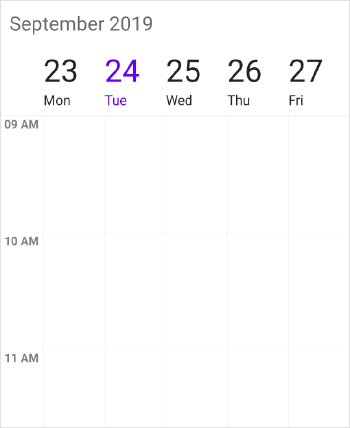 September 2019
23 24 25 26 27
Mon Tue Wed Thu Fri
09 AM
10 AM
11 AM